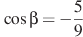 cos β = −5/9